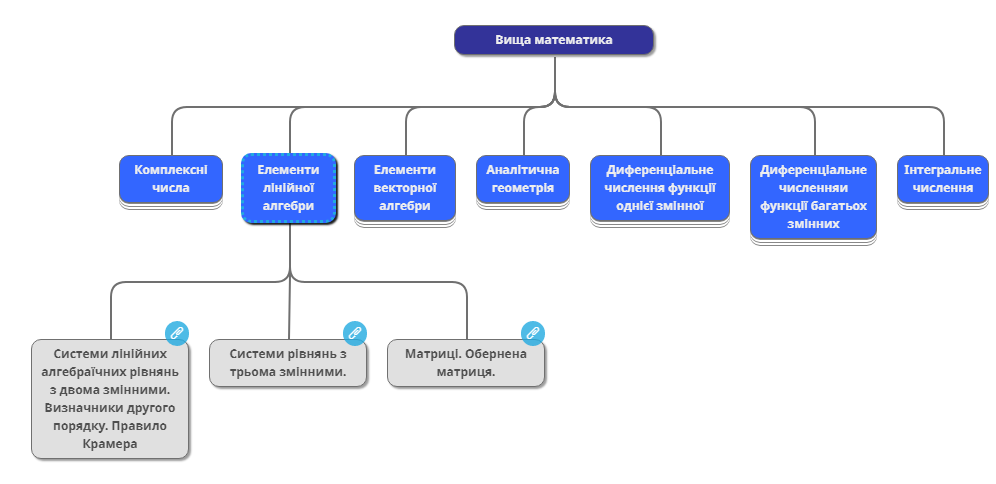 Вища математика
Комплексні
числа
Елементи
лінійної
алгебри
Елементи
векторної
алгебри
Аналітична
геометрія
Диференціальне
числення функції
однієї змінної
Диференціальне
численняи
функції багатьох
змінних
Інтегральне
числення
Системи лінійних
алгебраїчних рівнянь
з двома змінними.
Визначники другого
порядку. Правило
Крамера
Системи рівнянь з
трьома змінними.
Матриці. Обернена
матриця.